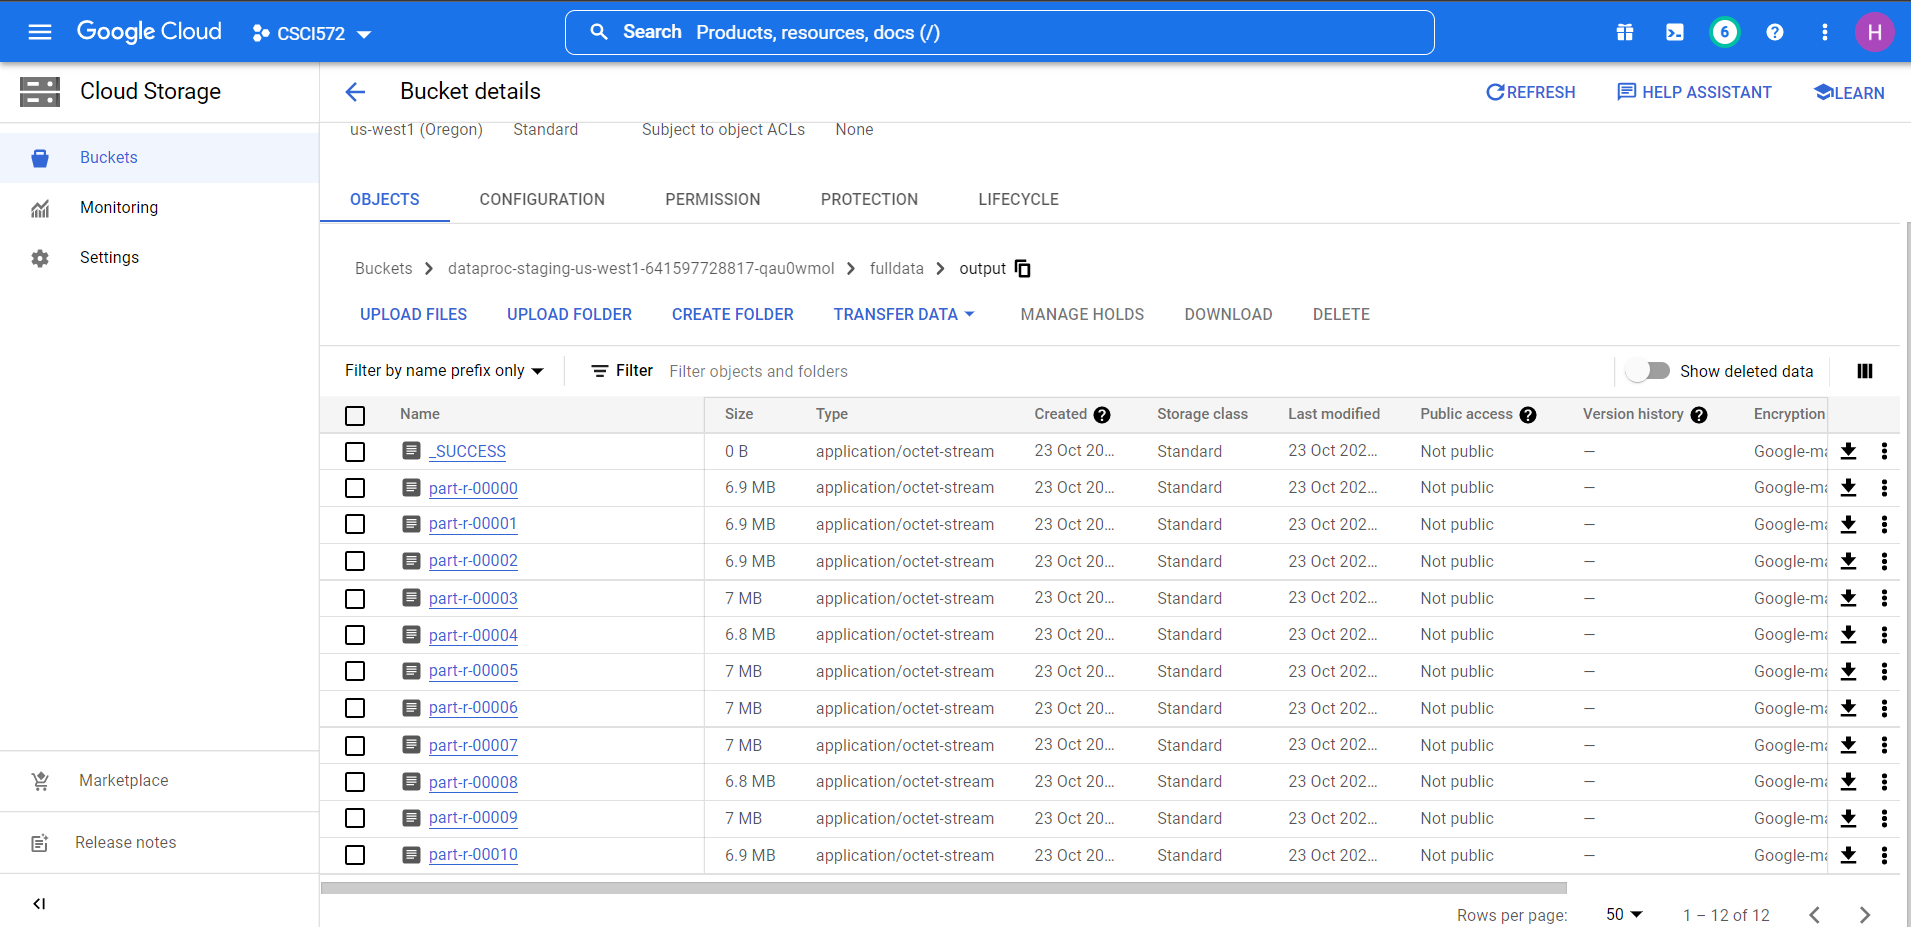 Google Cloud CSCI572 Search Products, resources, docs (/) 6 H
Cloud Storage
Buckets
Monitoring
Settings
Marketplace
Release notes
Bucket details REFRESH HELP ASSISTANT LEARN
us-west1 (Oregon) Standard Subject to object ACLs None
OBJECTS CONFIGURATION PERMISSION PROTECTION LIFECYCLE
Buckets > dataproc-staging-us-west1-641597728817-qau0wmol > fulldata > output
UPLOAD FILES UPLOAD FOLDER CREATE FOLDER TRANSFER DATA MANAGE HOLDS DOWNLOAD DELETE
Filter by name prefix only Filter Filter objects and folders Show deleted data
Name Size Type Created Storage class Last modified Public access Version history Encryption
_SUCCESS 0 B application/octet-stream 23 Oct 20... Standard 23 Oct 202... Not public — Google-ma
part-r-00000 6.9 MB application/octet-stream 23 Oct 20... Standard 23 Oct 202... Not public — Google-ma
part-r-00001 6.9 MB application/octet-stream 23 Oct 20... Standard 23 Oct 202... Not public — Google-ma
part-r-00002 6.9 MB application/octet-stream 23 Oct 20... Standard 23 Oct 202... Not public — Google-ma
part-r-00003 7 MB application/octet-stream 23 Oct 20... Standard 23 Oct 202... Not public — Google-ma
part-r-00004 6.8 MB application/octet-stream 23 Oct 20... Standard 23 Oct 202... Not public — Google-ma
part-r-00005 7 MB application/octet-stream 23 Oct 20... Standard 23 Oct 202... Not public — Google-ma
part-r-00006 7 MB application/octet-stream 23 Oct 20... Standard 23 Oct 202... Not public — Google-ma
part-r-00007 7 MB application/octet-stream 23 Oct 20... Standard 23 Oct 202... Not public — Google-ma
part-r-00008 6.8 MB application/octet-stream 23 Oct 20... Standard 23 Oct 202... Not public — Google-ma
part-r-00009 7 MB application/octet-stream 23 Oct 20... Standard 23 Oct 202... Not public — Google-ma
part-r-00010 6.9 MB application/octet-stream 23 Oct 20... Standard 23 Oct 202... Not public — Google-ma
Rows per page: 50 1 – 12 of 12